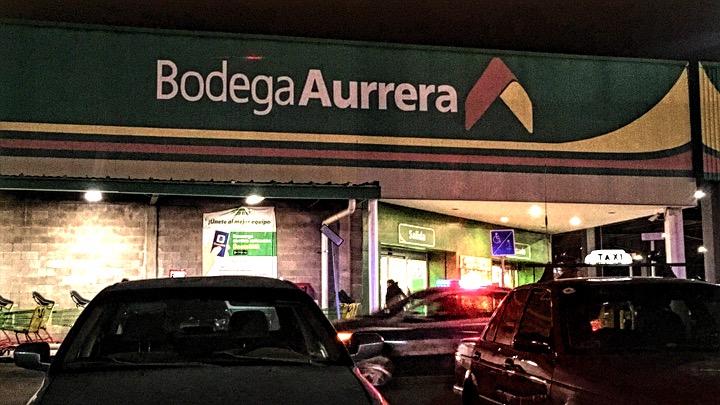 Bodega Aurrera
¡Únete al mejor equipo
Salida
TAXI